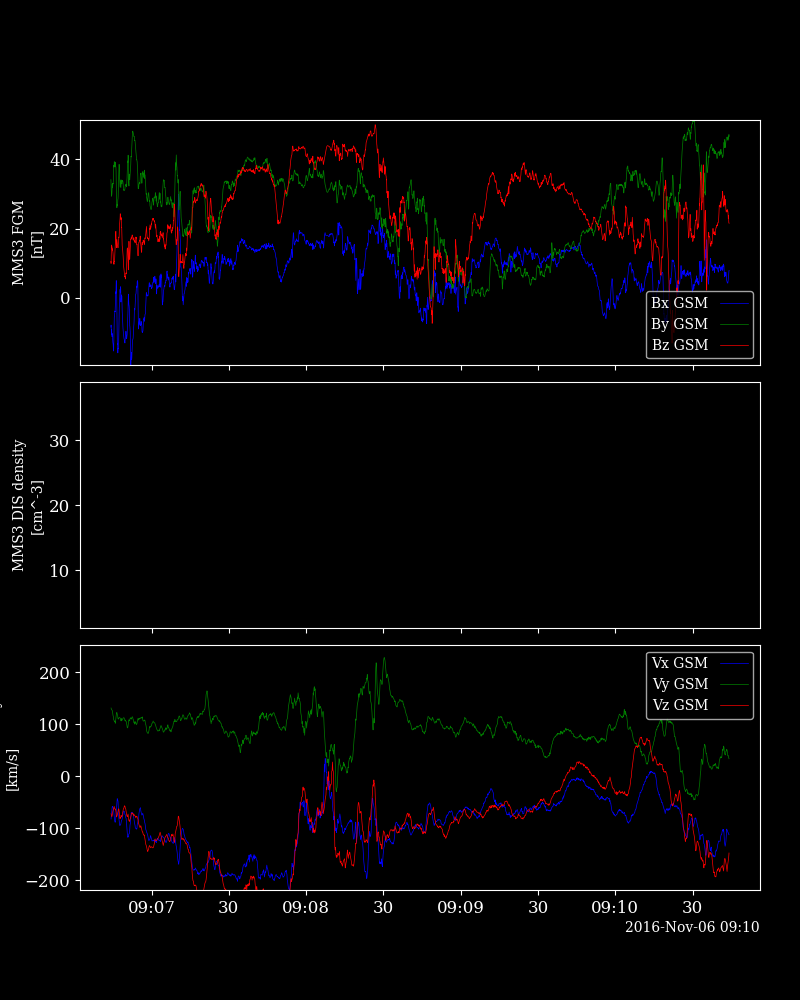 MMS3 FGM
[nT]
40
20
0
Bx GSM
By GSM
Bz GSM
MMS3 DIS density
[cm^-3]
30
20
10
[km/s]
200
100
0
−100
−200
Vx GSM
Vy GSM
Vz GSM
09:07 30 09:08 30 09:09 30 09:10 30
2016-Nov-06 09:10